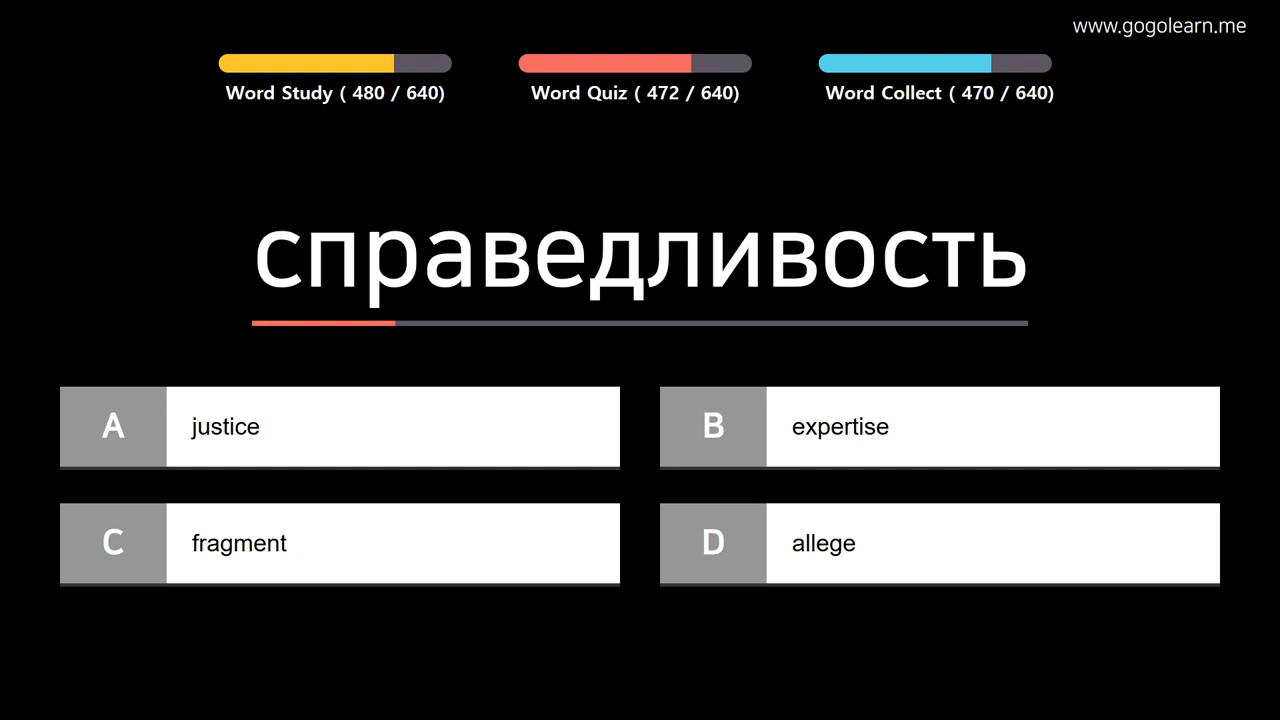 www.gogolearn.me
Word Study ( 480 / 640)
Word Quiz ( 472 / 640)
Word Collect ( 470 / 640)
справедливость
A justice
B expertise
C fragment
D allege